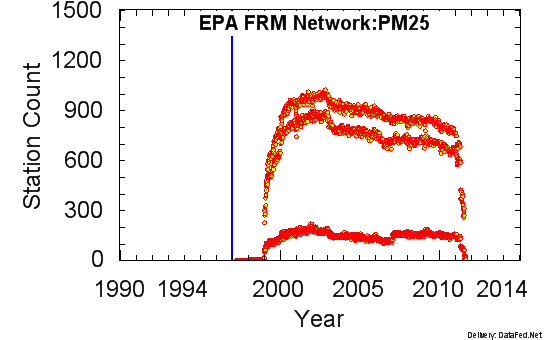 EPA FRM Network:PM25
1500
1200
900
600
300
0
Station Count
1990 1994 2000 2005 2010 2014
Year
Delivery: DataFed.Net